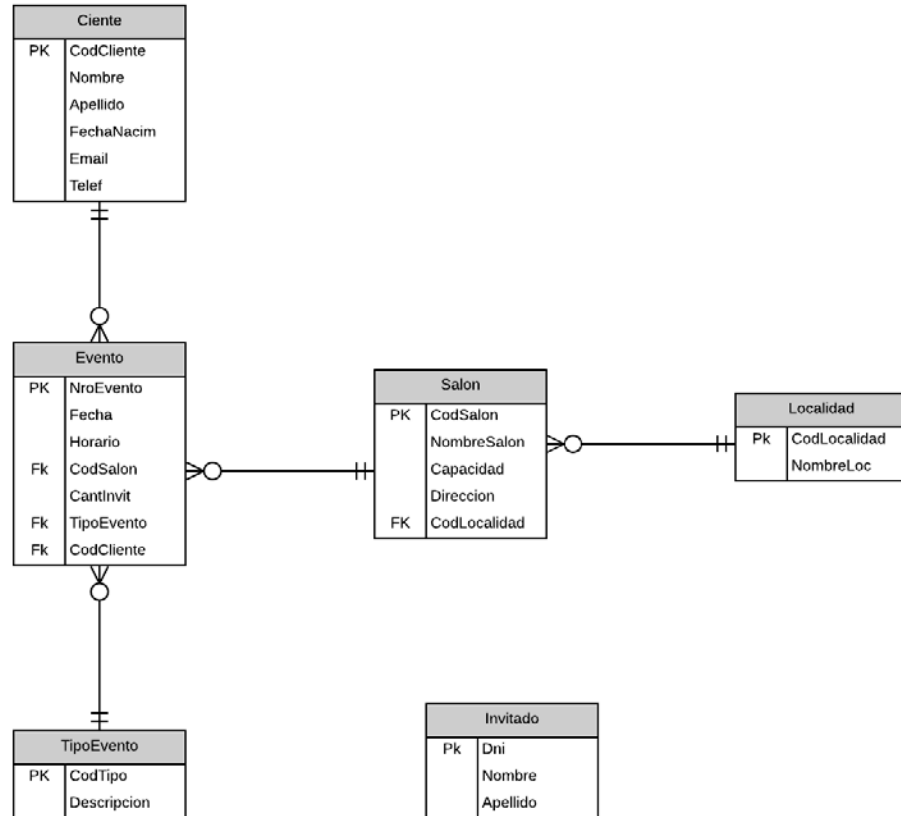 Ciente
PK CodCliente
Nombre
Apellido
FechaNacim
Email
Telef
Evento
PK NroEvento
Fecha
Horario
Fk CodSalon
CantInvit
Fk TipoEvento
Fk CodCliente
Salon
PK CodSalon
NombreSalon
Capacidad
Direccion
FK CodLocalidad
Localidad
Pk CodLocalidad
NombreLoc
TipoEvento
PK CodTipo
Descripcion
Invitado
Pk Dni
Nombre
Apellido